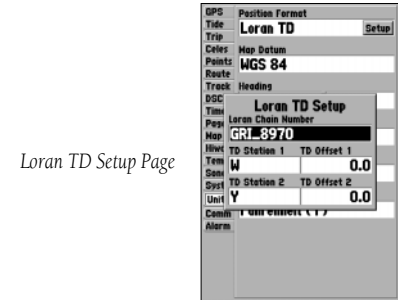 GPS
Tide
Trip
Celes
Points
Route
Track
DSC
Map
Comm
Alarm
Position Format
Loran TD
Setup
Map Datum
WGS 84
Heading
Loran TD Setup
Loran Chain Number
GRI_8970
TD Station 1 TD Offset 1
W 0.0
TD Station 2 TD Offset 2
Y 0.0
Loran TD Setup Page